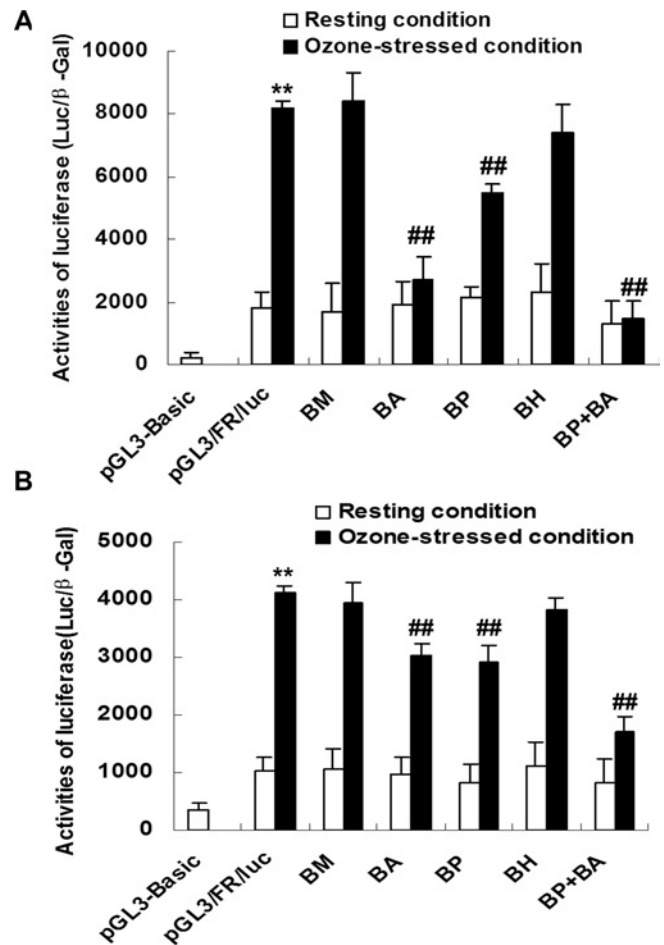 A
Resting condition
Ozone-stressed condition
Activities of luciferase (Luc/β -Gal)
10000
8000
6000
4000
2000
0
**
##
##
##
pGL3-Basic
pGL3/FR/luc
BM
BA
BP
BH
BP+BA
B
Resting condition
Ozone-stressed condition
Activities of luciferase(Luc/β -Gal)
5000
4000
3000
2000
1000
0
**
##
##
##
pGL3-Basic
pGL3/FR/luc
BM
BA
BP
BH
BP+BA